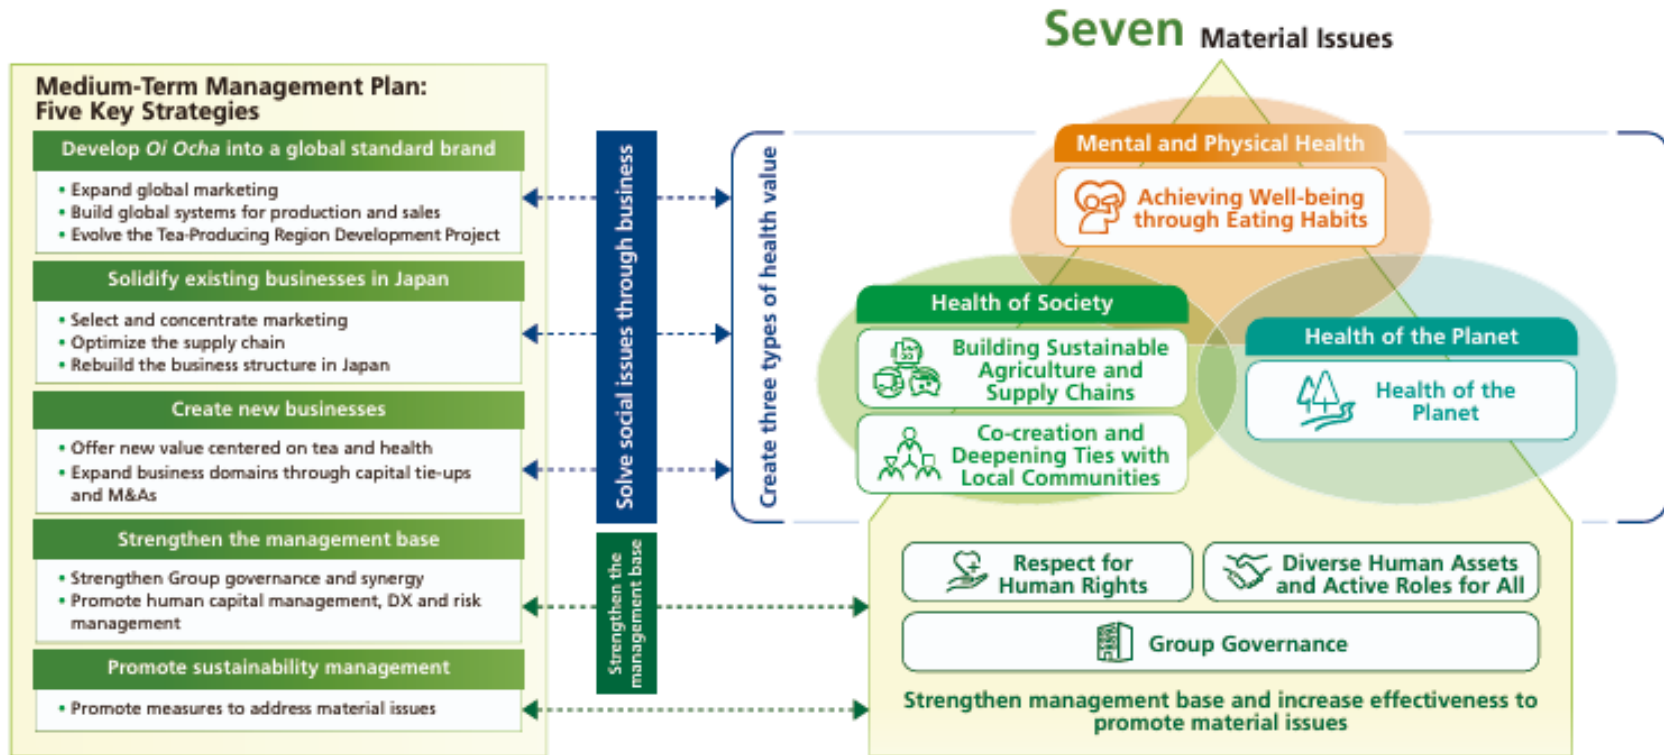 Seven Material Issues
Medium-Term Management Plan:
Five Key Strategies
Develop Oi Ocha into a global standard brand
• Expand global marketing
• Build global systems for production and sales
• Evolve the Tea-Producing Region Development Project
Solidify existing businesses in Japan
• Select and concentrate marketing
• Optimize the supply chain
• Rebuild the business structure in Japan
Create new businesses
• Offer new value centered on tea and health
• Expand business domains through capital tie-ups
and M&As
Strengthen the management base
• Strengthen Group governance and synergy
• Promote human capital management, DX and risk
management
Promote sustainability management
• Promote measures to address material issues
Solve social issues through business
Strengthen the
management base
Create three types of health value
Mental and Physical Health
Achieving Well-being
through Eating Habits
Health of Society
Building Sustainable
Agriculture and
Supply Chains
Co-creation and
Deepening Ties with
Local Communities
Health of the Planet
Health of the
Planet
Respect for
Human Rights
Diverse Human Assets
and Active Roles for All
Group Governance
Strengthen management base and increase effectiveness to
promote material issues